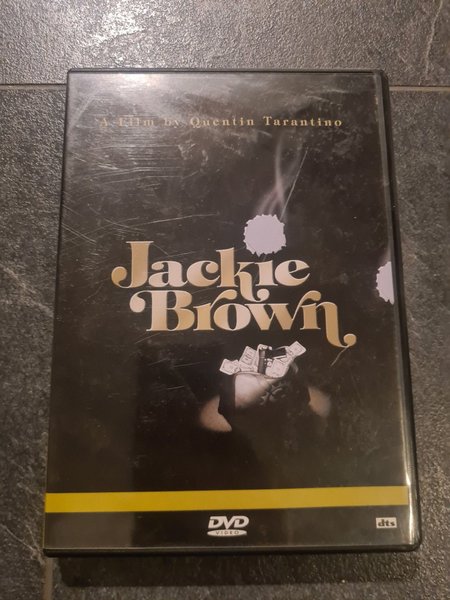 A Film by Quentin Tarantino
Jackie
Brown
DVD
VIDEO
dts